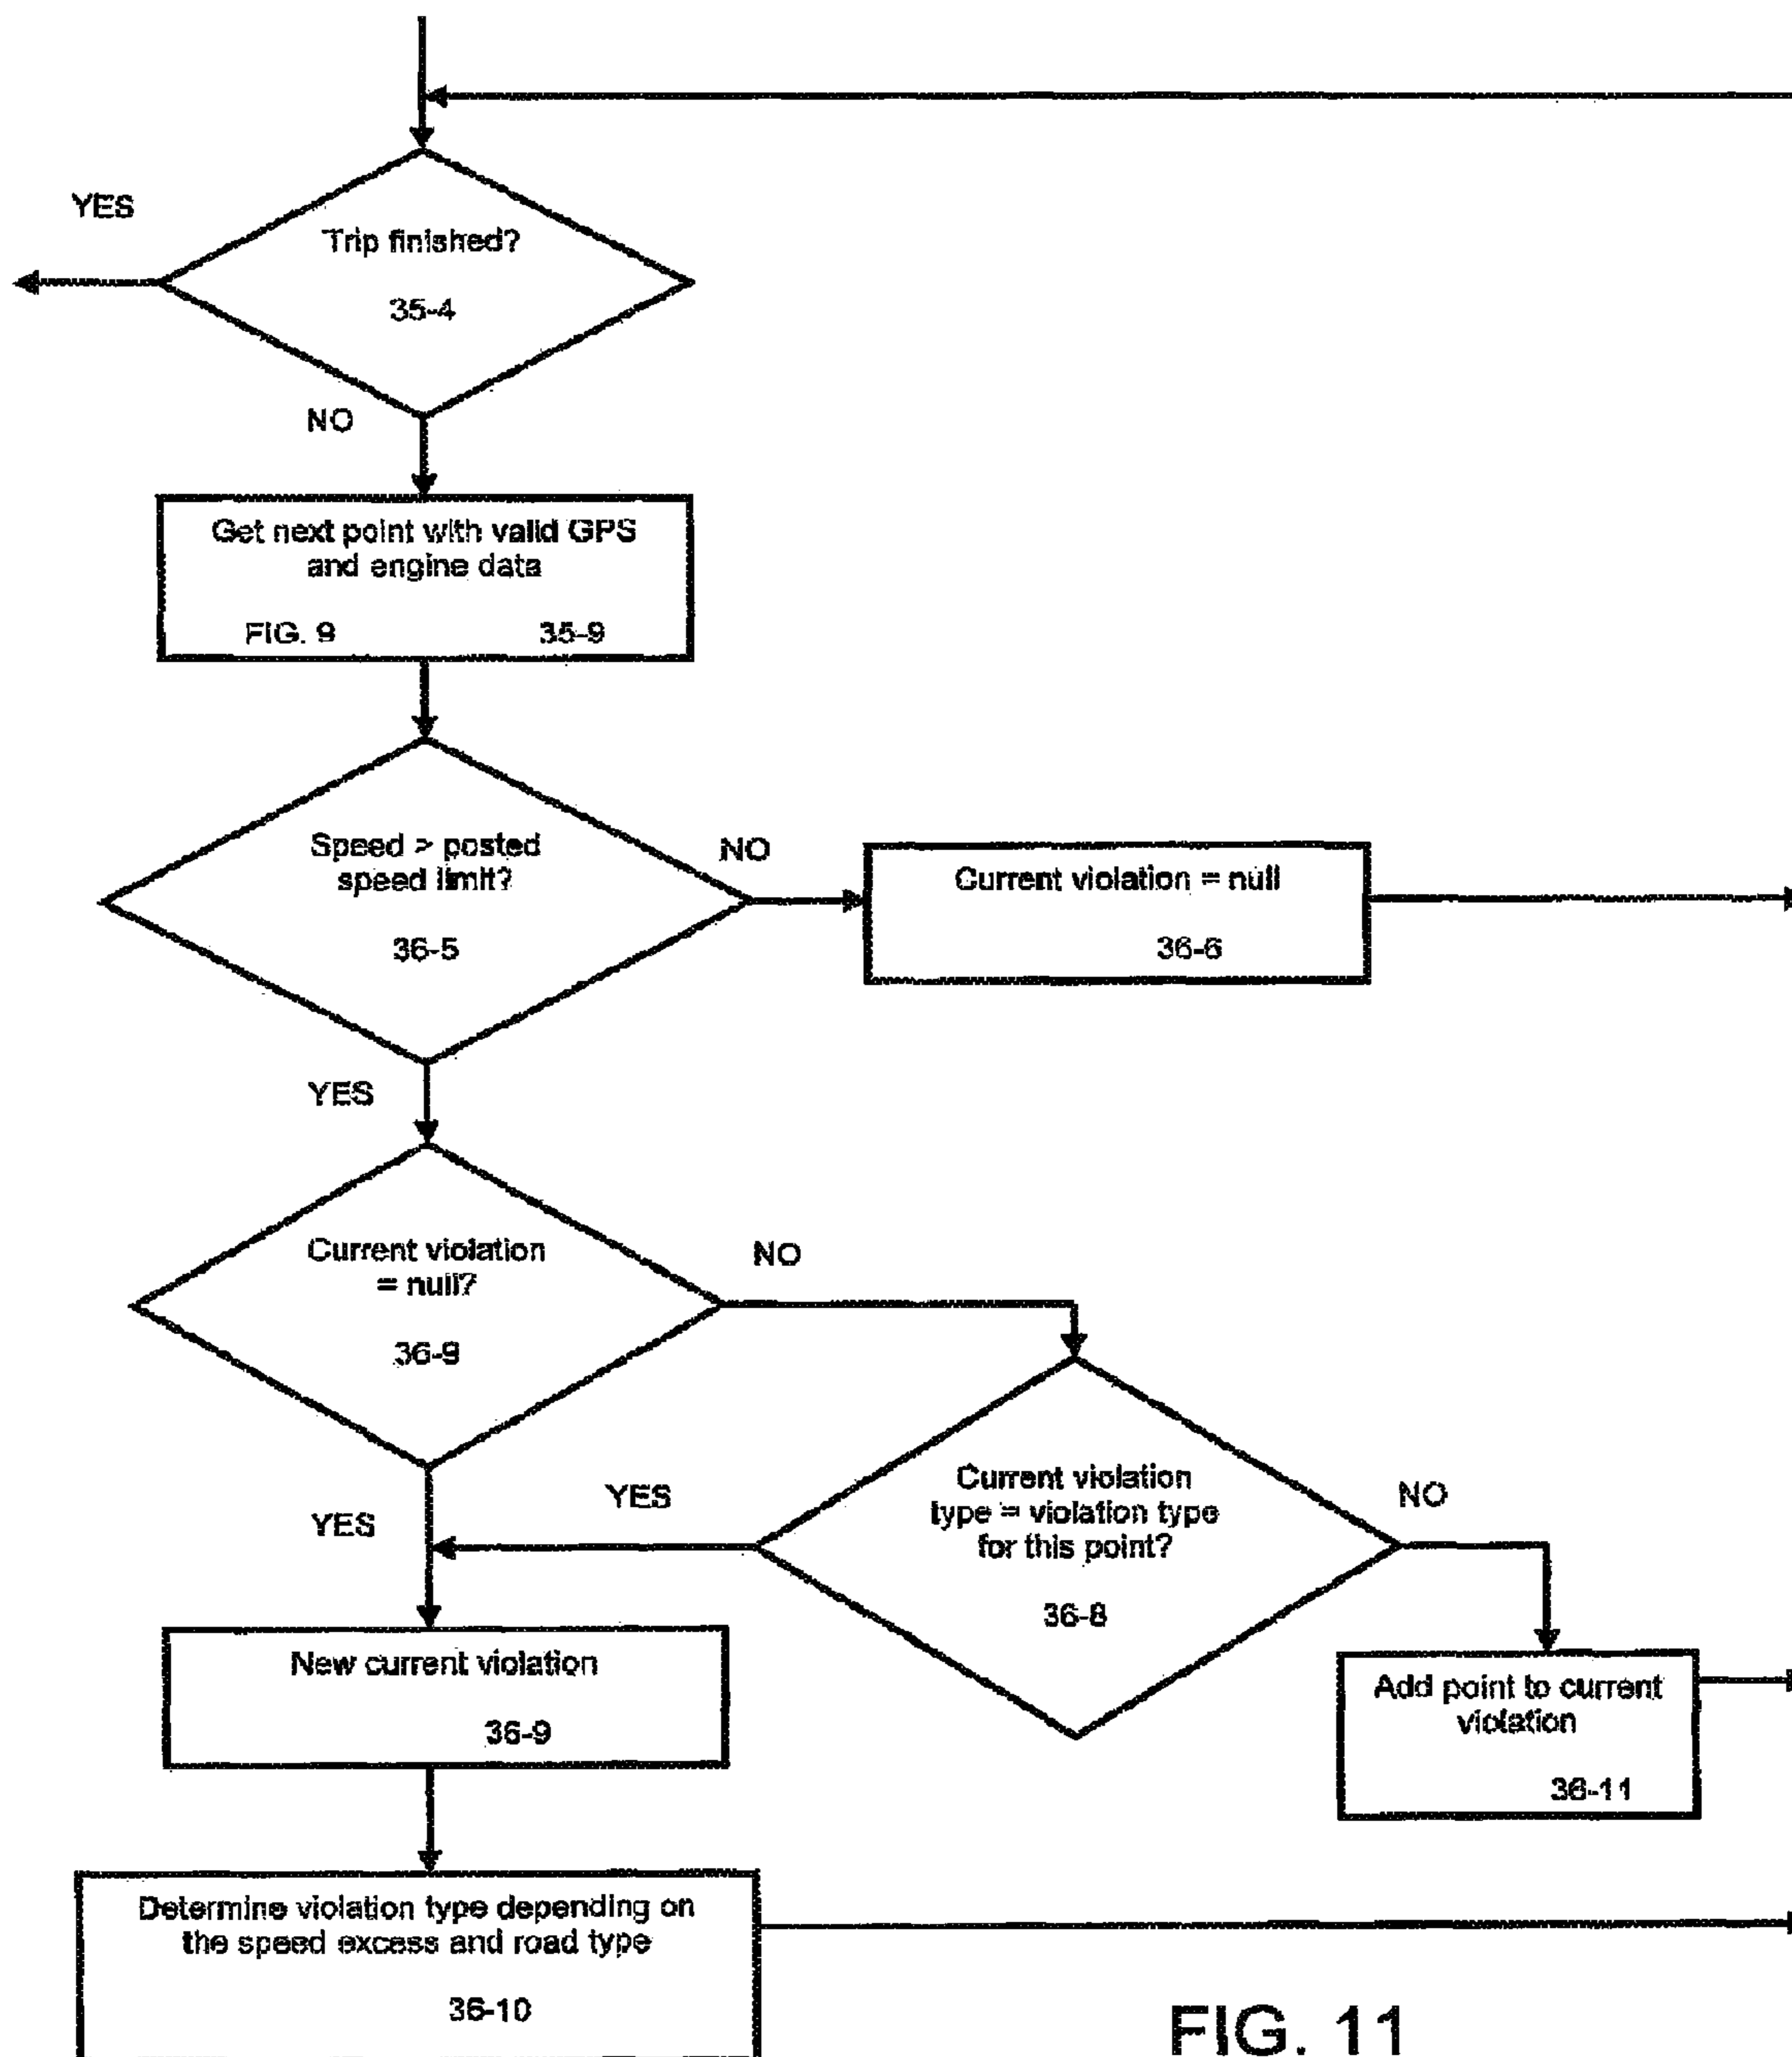 YES
Trip finished?
35-4
NO
Get next point with valid GPS
and engine data
FIG. 9 35-9
Speed > posted
speed limit?
36-5
NO
Current violation = null
36-6
YES
Current violation
= null?
36-9
NO
Current violation
type = violation type
for this point?
36-8
YES
YES
NO
New current violation
36-9
Add point to current
violation
36-11
Determine violation type depending on
the speed excess and road type
36-10
FIG. 11